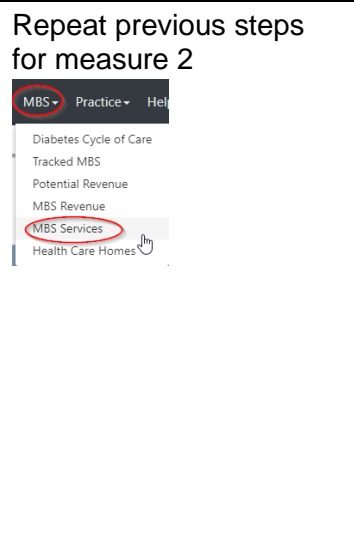 Repeat previous steps
for measure 2
MBS Practice Hel
Diabetes Cycle of Care
Tracked MBS
Potential Revenue
MBS Revenue
MBS Services
Health Care Homes